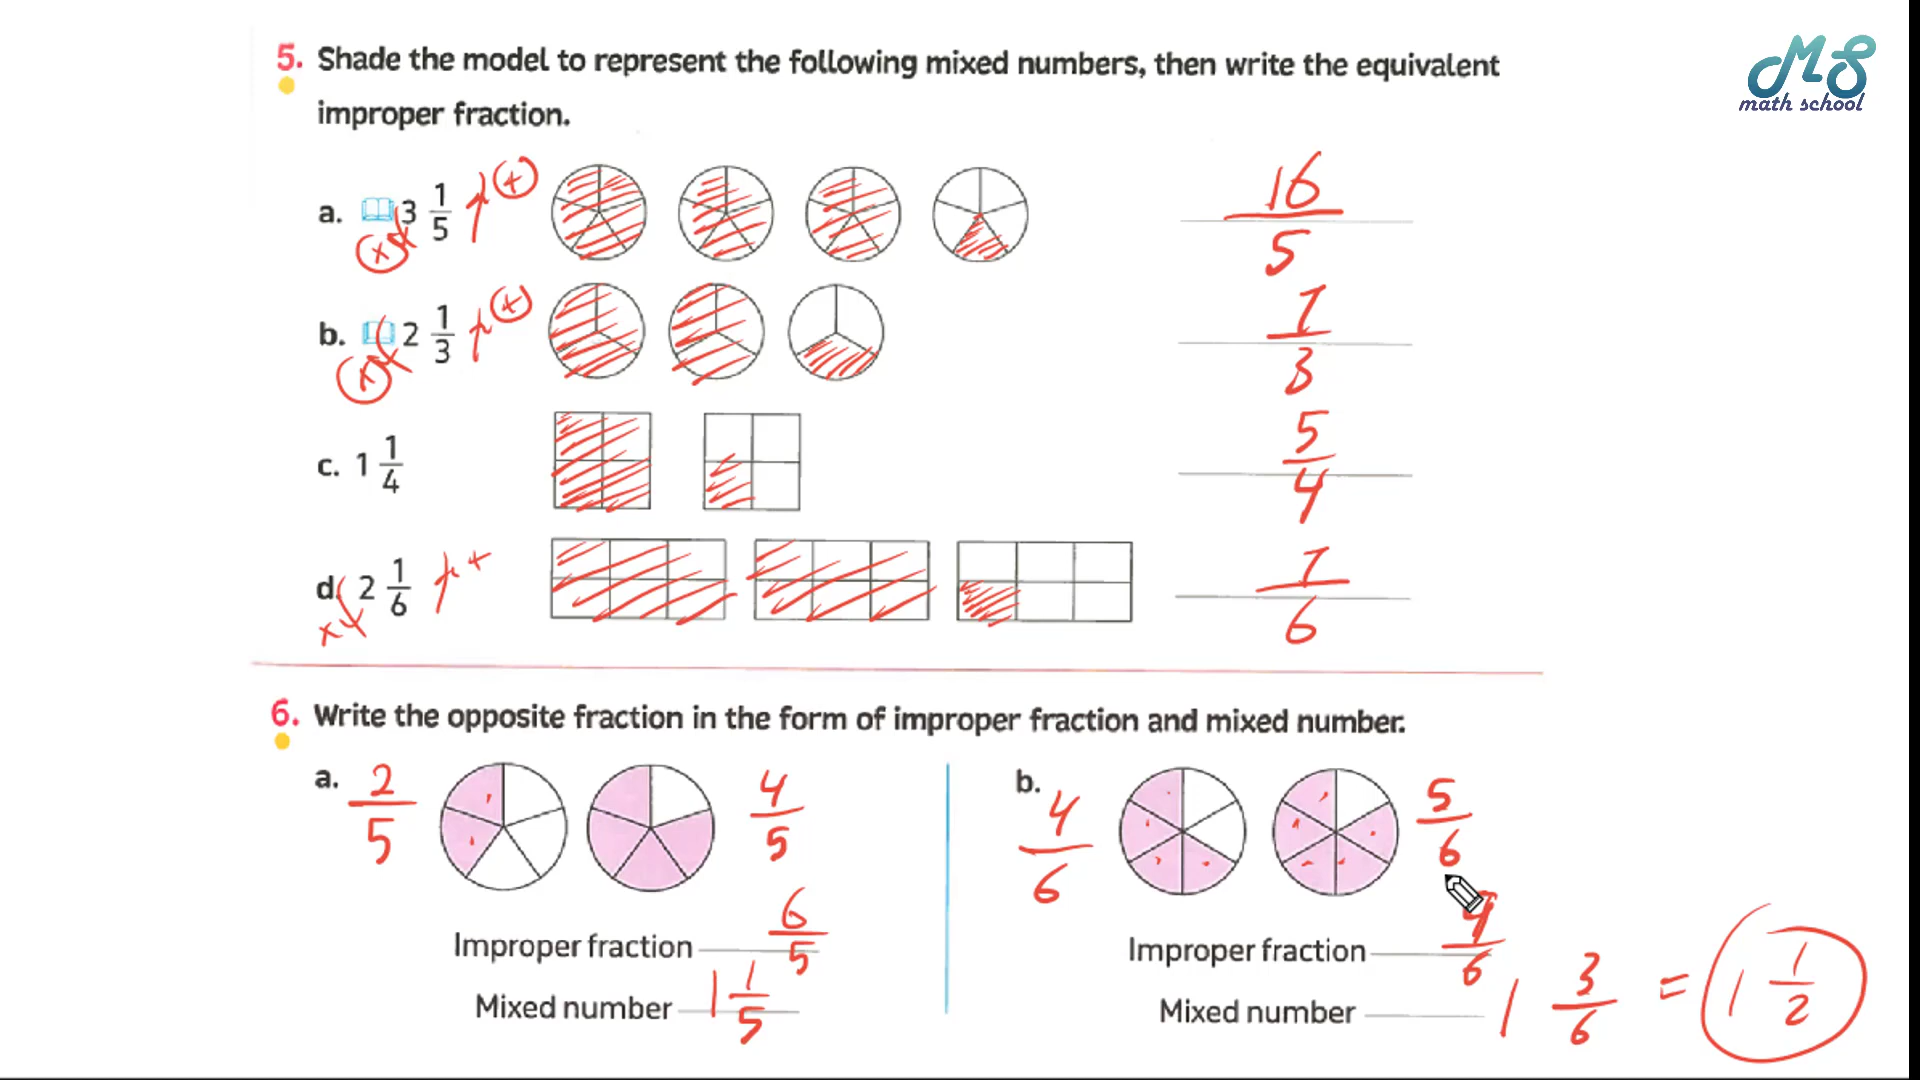 MS
math school
5. Shade the model to represent the following mixed numbers, then write the equivalent
improper fraction.
a. 3 1/5 (x) (+) 16/5
b. 2 1/3 (x) (+) 7/3
c. 1 1/4 5/4
d. 2 1/6 x + 7/6
6. Write the opposite fraction in the form of improper fraction and mixed number.
a. 2/5 4/5
Improper fraction 6/5
Mixed number 1 1/5
b. 4/6 5/6
Improper fraction 9/6
Mixed number 1 3/6 = 1 1/2